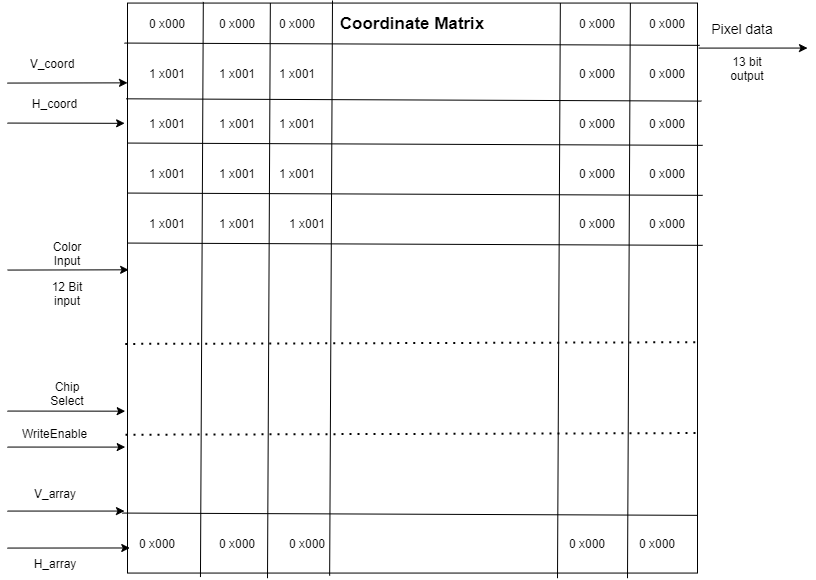 0 x000 0 x000 0 x000 Coordinate Matrix 0 x000 0 x000
Pixel data
13 bit
output
V_coord
1 x001 1 x001 1 x001 0 x000 0 x000
H_coord
1 x001 1 x001 1 x001 0 x000 0 x000
1 x001 1 x001 1 x001 0 x000 0 x000
1 x001 1 x001 1 x001 0 x000 0 x000
Color
Input
12 Bit
input
Chip
Select
WriteEnable
V_array
0 x000 0 x000 0 x000 0 x000 0 x000
H_array